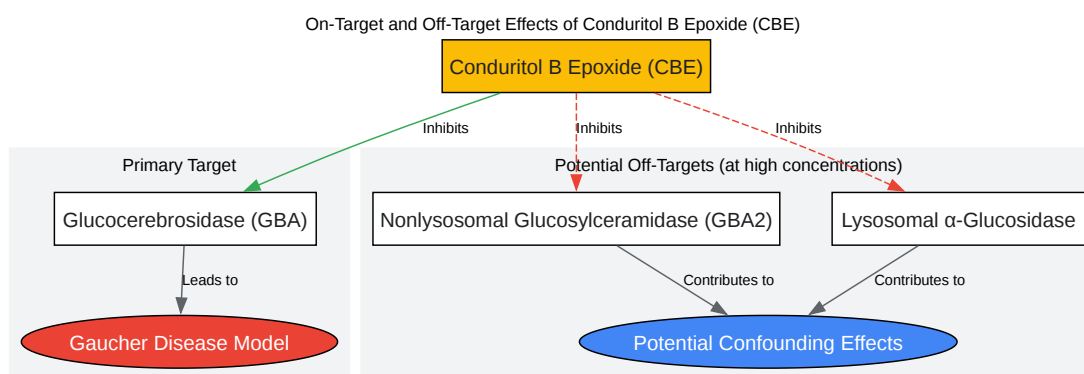 On-Target and Off-Target Effects of Conduritol B Epoxide (CBE)
Conduritol B Epoxide (CBE)
Inhibits
Inhibits
Inhibits
Primary Target
Potential Off-Targets (at high concentrations)
Glucocerebrosidase (GBA)
Nonlysosomal Glucosylceramidase (GBA2)
Lysosomal α-Glucosidase
Leads to
Contributes to
Contributes to
Gaucher Disease Model
Potential Confounding Effects